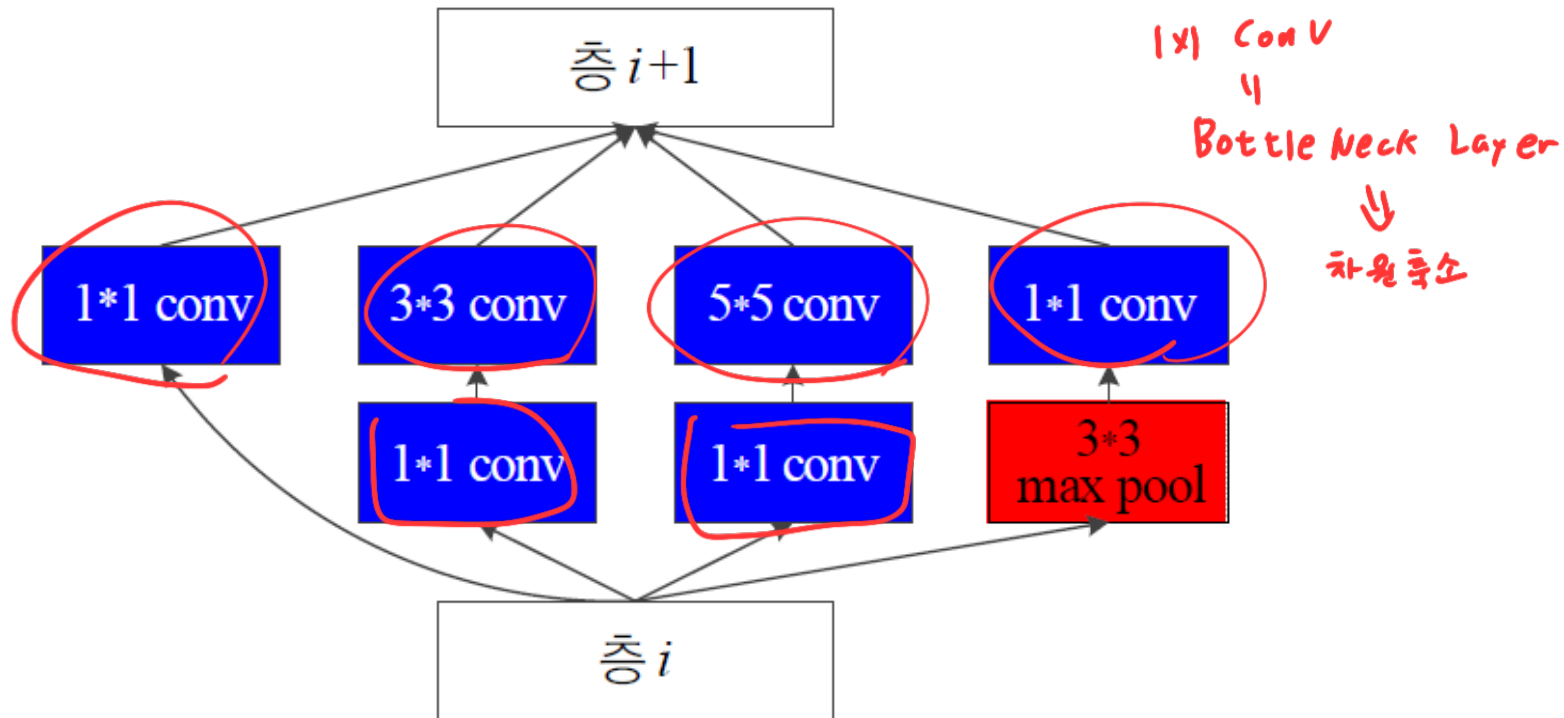 층 i+1
1x1 Conv
"
Bottle Neck Layer
⇓
차원축소
1*1 conv
3*3 conv
5*5 conv
1*1 conv
1*1 conv
1*1 conv
3*3
max pool
층 i